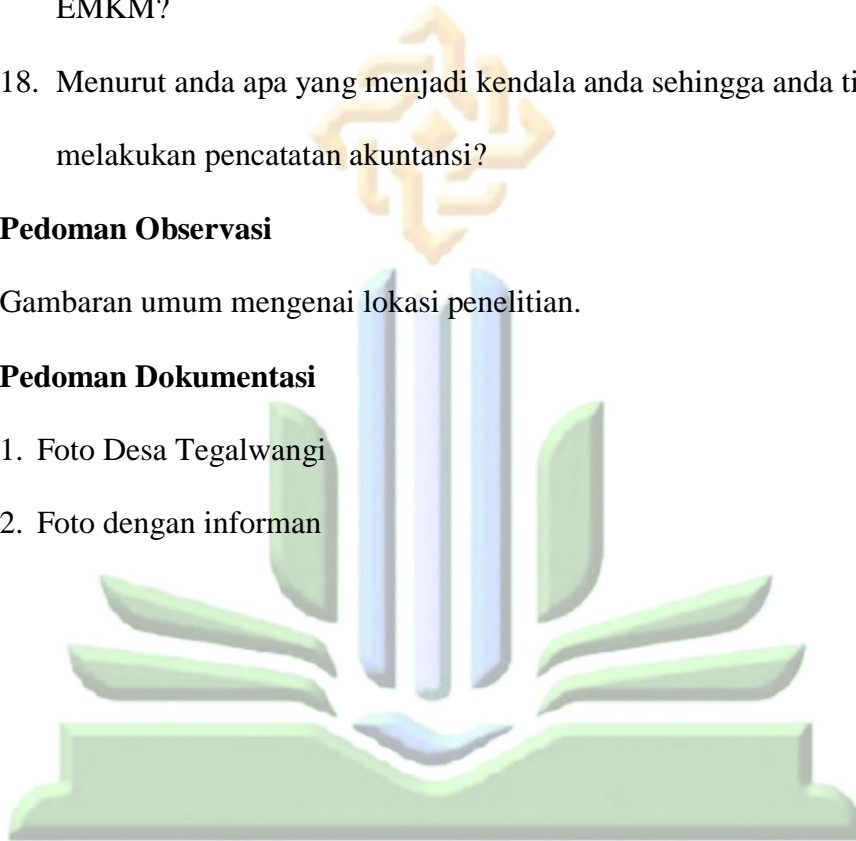 EMKM?
18. Menurut anda apa yang menjadi kendala anda sehingga anda ti
melakukan pencatatan akuntansi?
Pedoman Observasi
Gambaran umum mengenai lokasi penelitian.
Pedoman Dokumentasi
1. Foto Desa Tegalwangi
2. Foto dengan informan